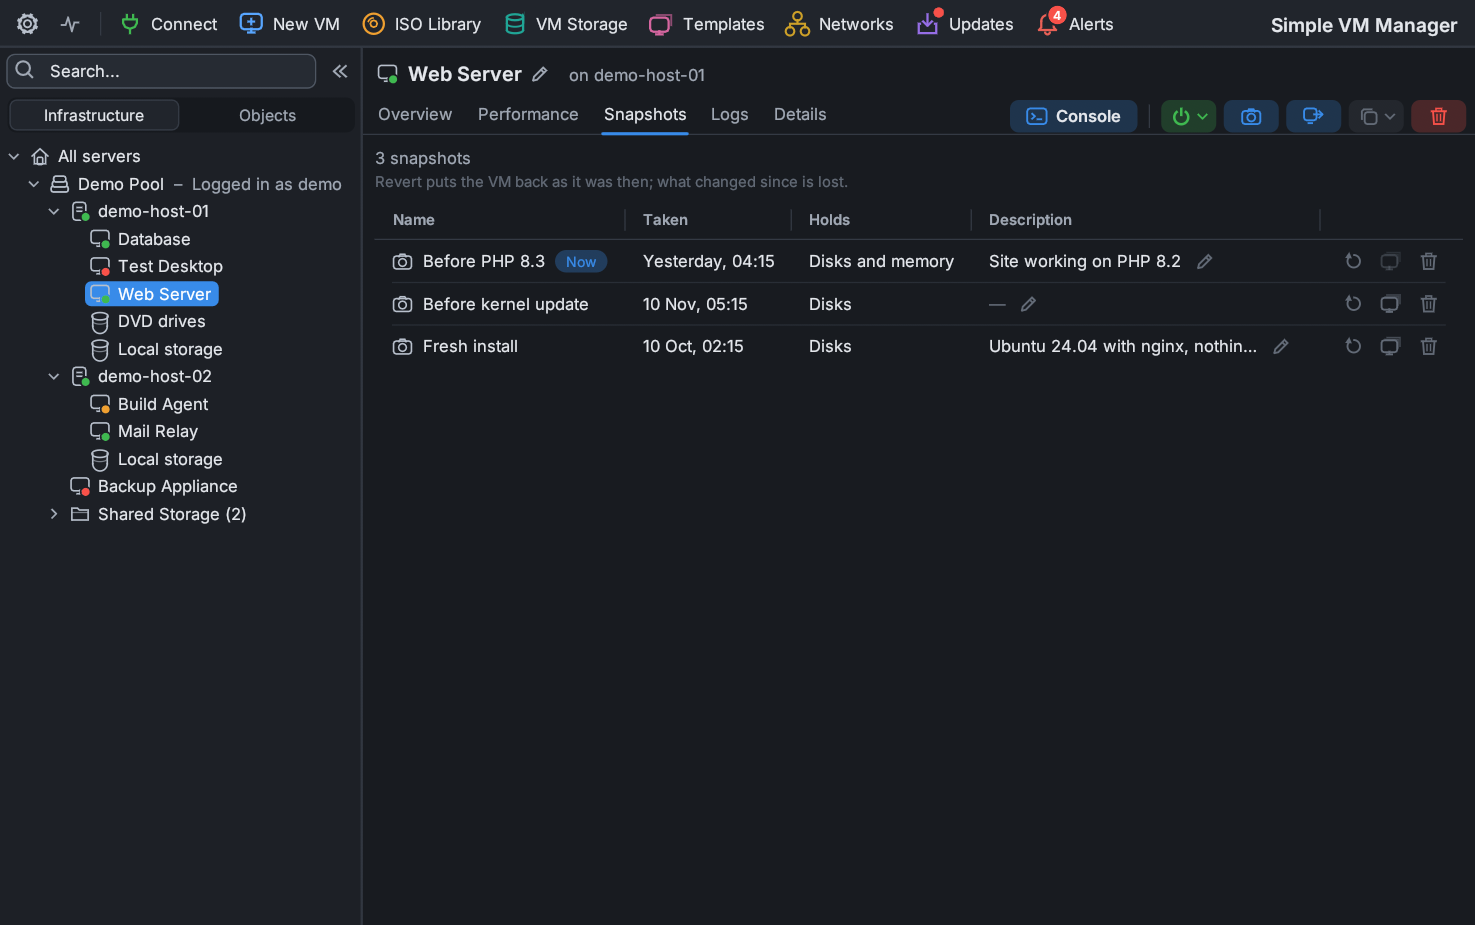 Connect New VM ISO Library VM Storage Templates Networks Updates 4 Alerts Simple VM Manager
Search...
Infrastructure Objects
All servers
Demo Pool – Logged in as demo
demo-host-01
Database
Test Desktop
Web Server
DVD drives
Local storage
demo-host-02
Build Agent
Mail Relay
Local storage
Backup Appliance
Shared Storage (2)
Web Server on demo-host-01
Overview Performance Snapshots Logs Details Console
3 snapshots
Revert puts the VM back as it was then; what changed since is lost.
Name Taken Holds Description
Before PHP 8.3 Now Yesterday, 04:15 Disks and memory Site working on PHP 8.2
Before kernel update 10 Nov, 05:15 Disks —
Fresh install 10 Oct, 02:15 Disks Ubuntu 24.04 with nginx, nothin...